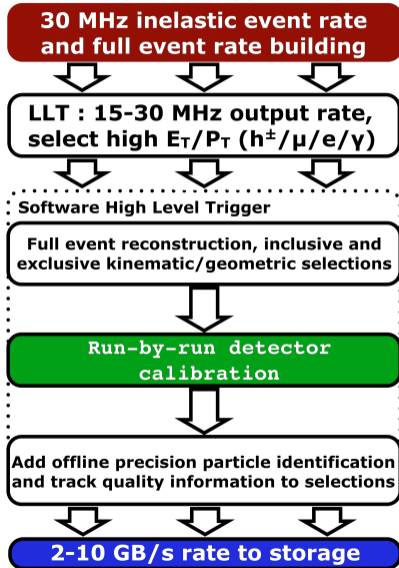 30 MHz inelastic event rate
and full event rate building
LLT : 15-30 MHz output rate,
select high Eᴛ/Pᴛ (h±/μ/e/γ)
Software High Level Trigger
Full event reconstruction, inclusive and
exclusive kinematic/geometric selections
Run-by-run detector
calibration
Add offline precision particle identification
and track quality information to selections
2-10 GB/s rate to storage